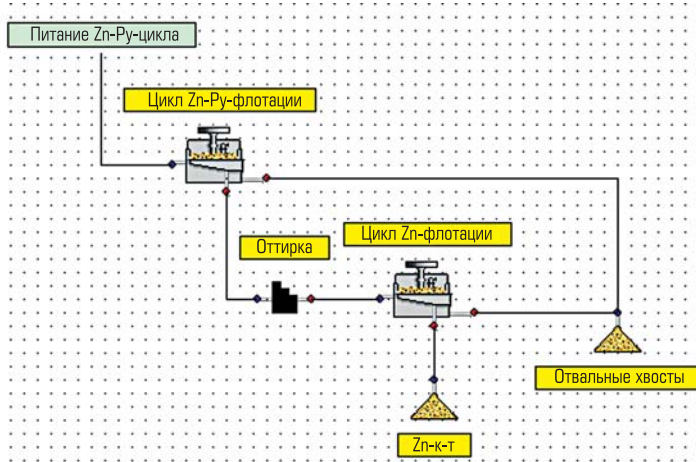 Питание Zn-Py-цикла
Цикл Zn-Py-флотации
Оттирка
Цикл Zn-флотации
Отвальные хвосты
Zn-к-т